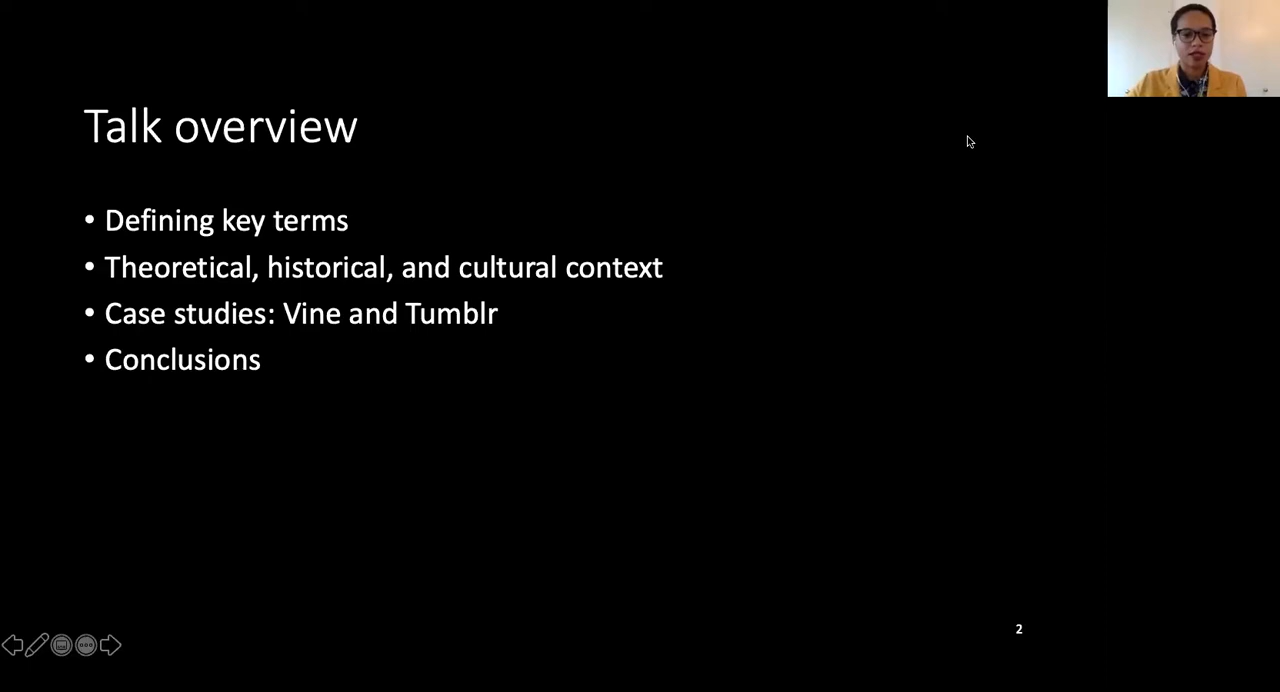 Talk overview
• Defining key terms
• Theoretical, historical, and cultural context
• Case studies: Vine and Tumblr
• Conclusions
2